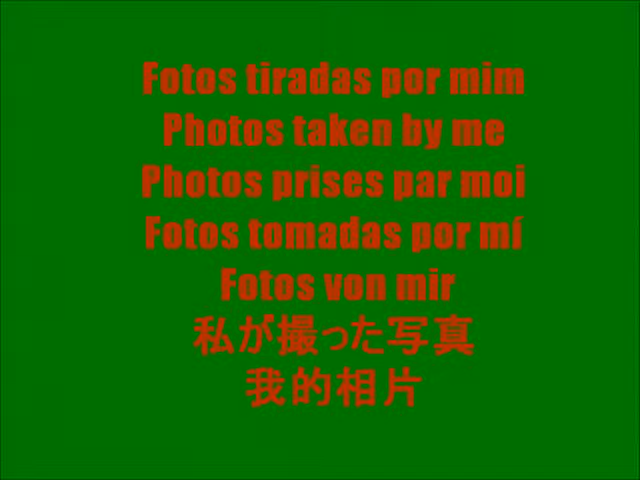 Fotos tiradas por mim
Photos taken by me
Photos prises par moi
Fotos tomadas por mí
Fotos von mir
私が撮った写真
我的相片